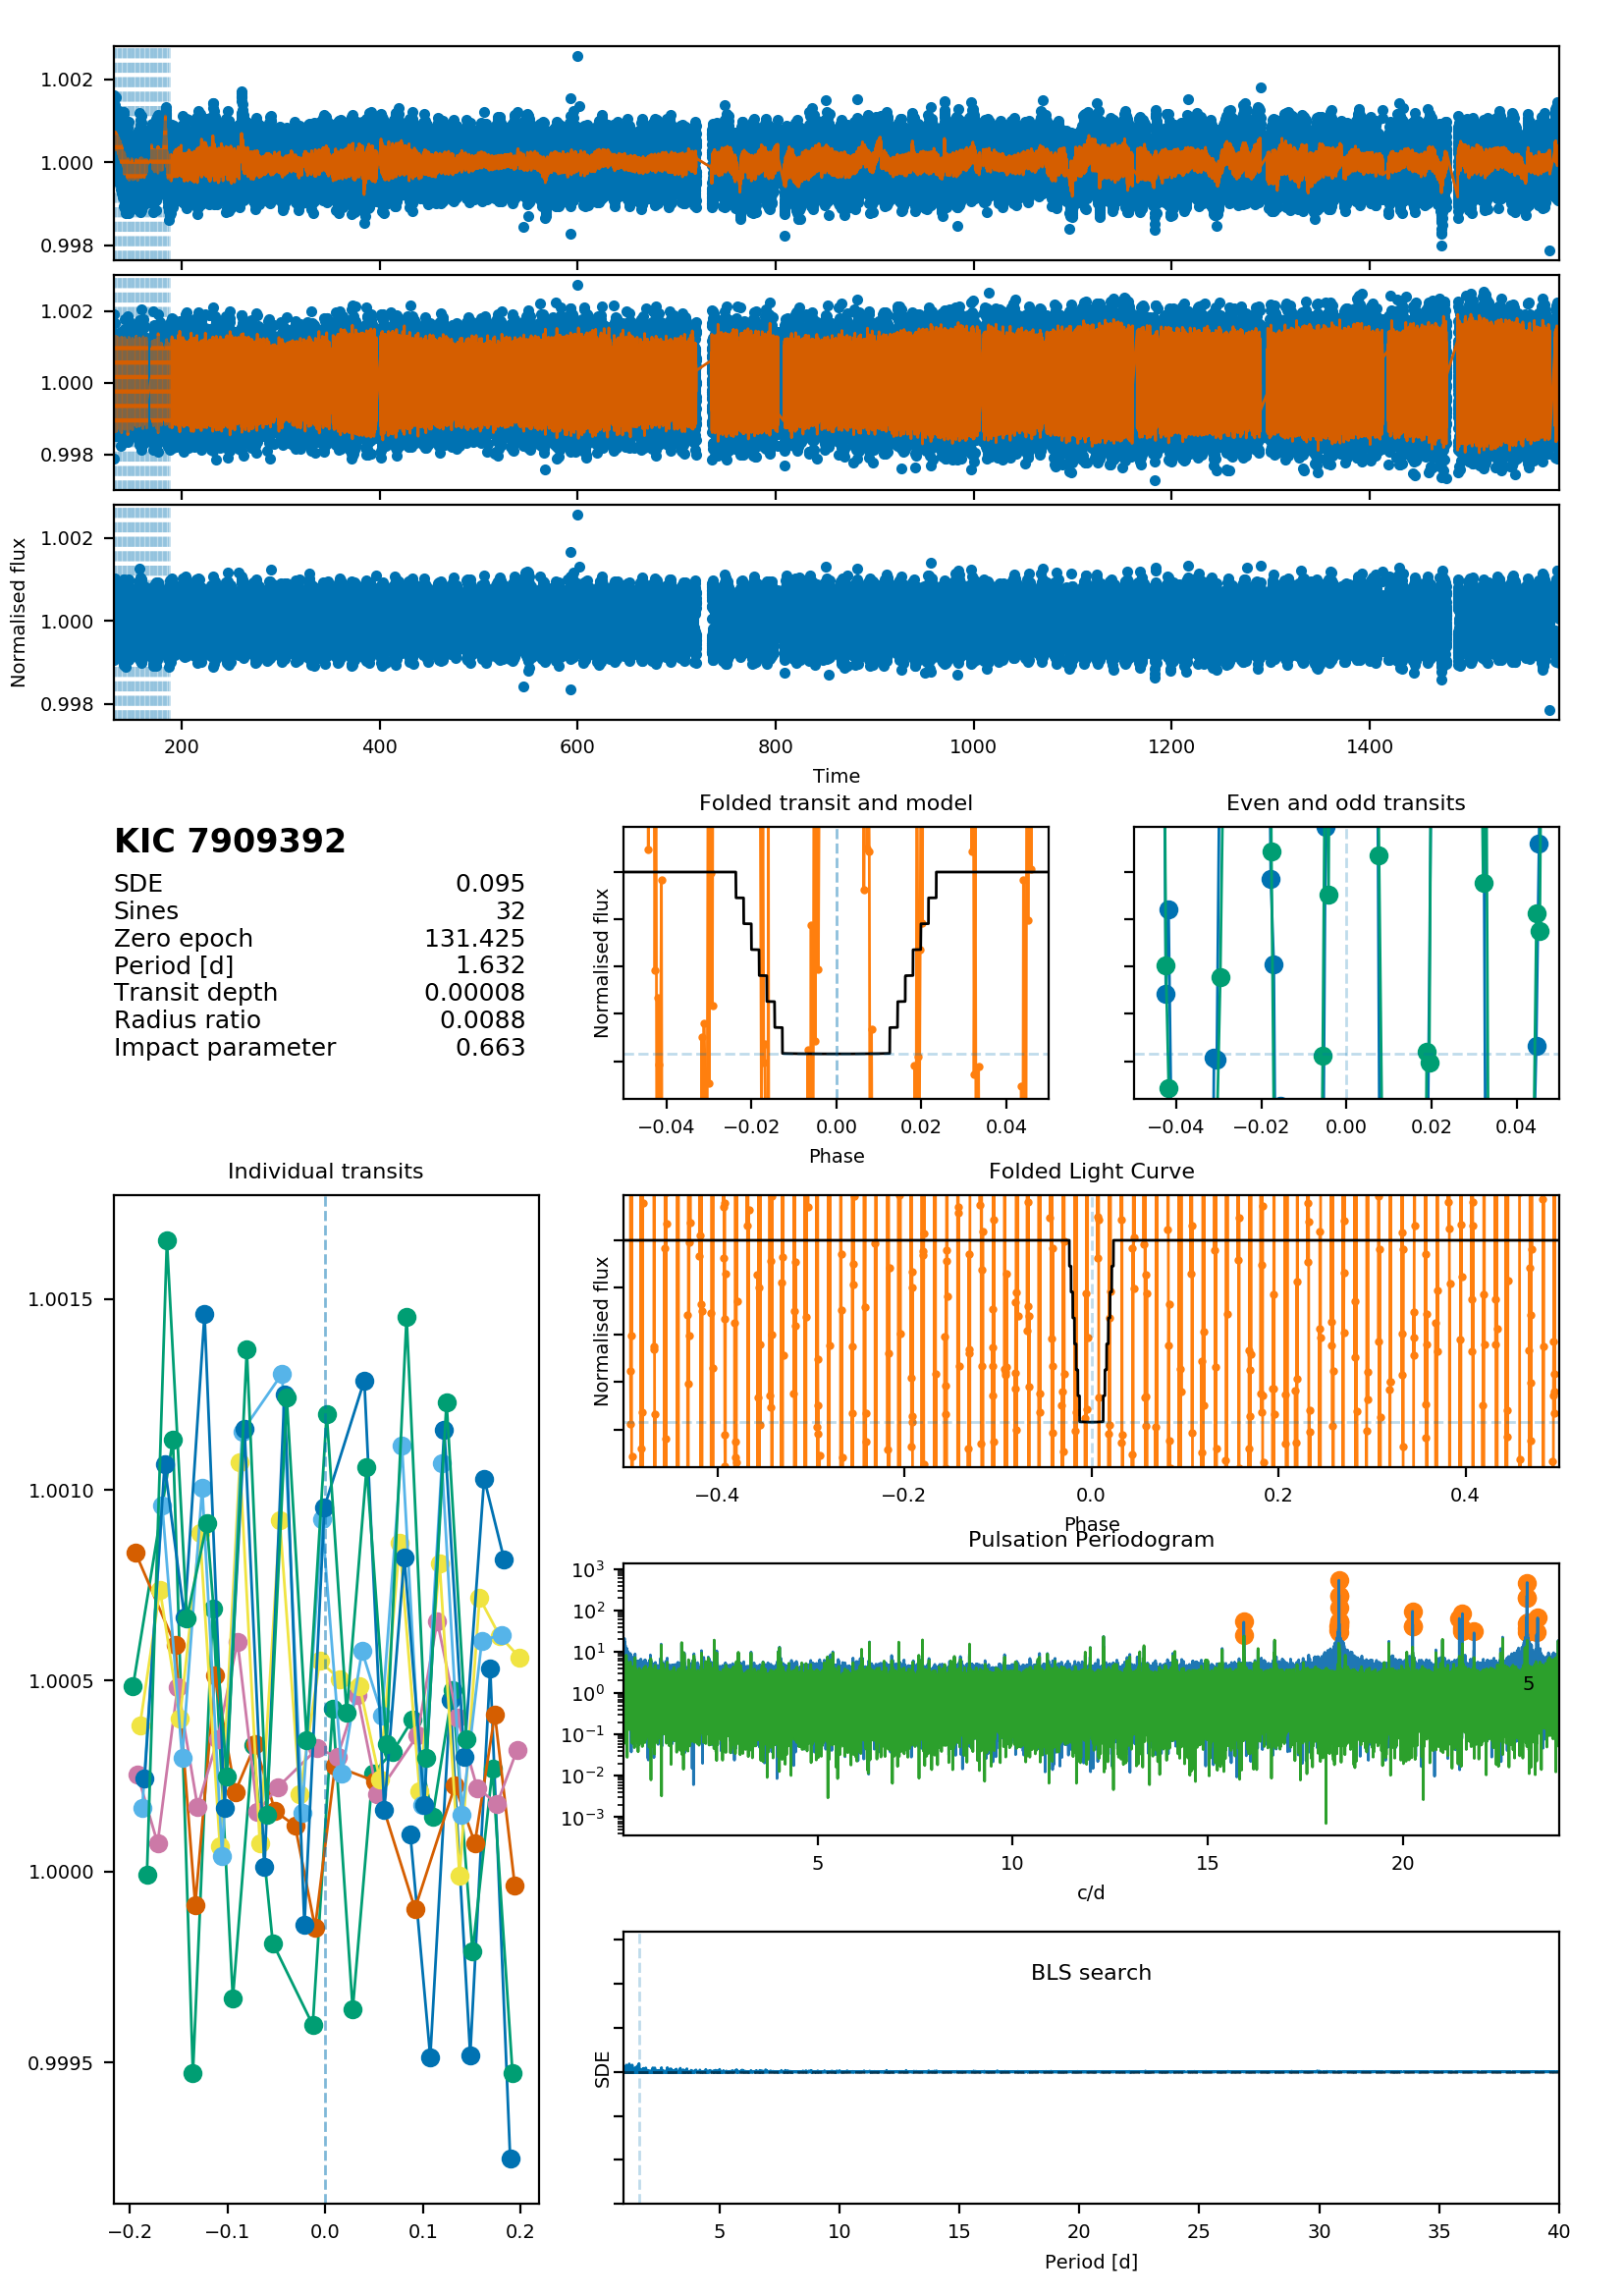 1.002
1.000
0.998
1.002
1.000
0.998
1.002
1.000
0.998
Normalised flux
200 400 600 800 1000 1200 1400
Time
KIC 7909392
SDE 0.095
Sines 32
Zero epoch 131.425
Period [d] 1.632
Transit depth 0.00008
Radius ratio 0.0088
Impact parameter 0.663
Folded transit and model
Normalised flux
−0.04 −0.02 0.00 0.02 0.04
Phase
Even and odd transits
−0.04 −0.02 0.00 0.02 0.04
Individual transits
1.0015
1.0010
1.0005
1.0000
0.9995
−0.2 −0.1 0.0 0.1 0.2
Folded Light Curve
Normalised flux
−0.4 −0.2 0.0 0.2 0.4
Phase
Pulsation Periodogram
10³
10²
10¹
10⁰
10⁻¹
10⁻²
10⁻³
5
5 10 15 20
c/d
BLS search
SDE
5 10 15 20 25 30 35 40
Period [d]